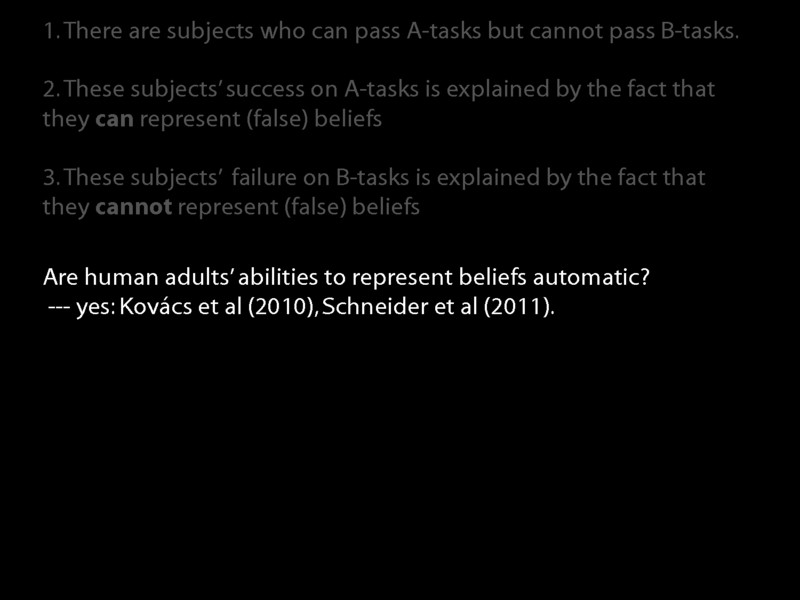 1. There are subjects who can pass A-tasks but cannot pass B-tasks.
2. These subjects’ success on A-tasks is explained by the fact that
they can represent (false) beliefs
3. These subjects’ failure on B-tasks is explained by the fact that
they cannot represent (false) beliefs
Are human adults’ abilities to represent beliefs automatic?
--- yes: Kovács et al (2010), Schneider et al (2011).